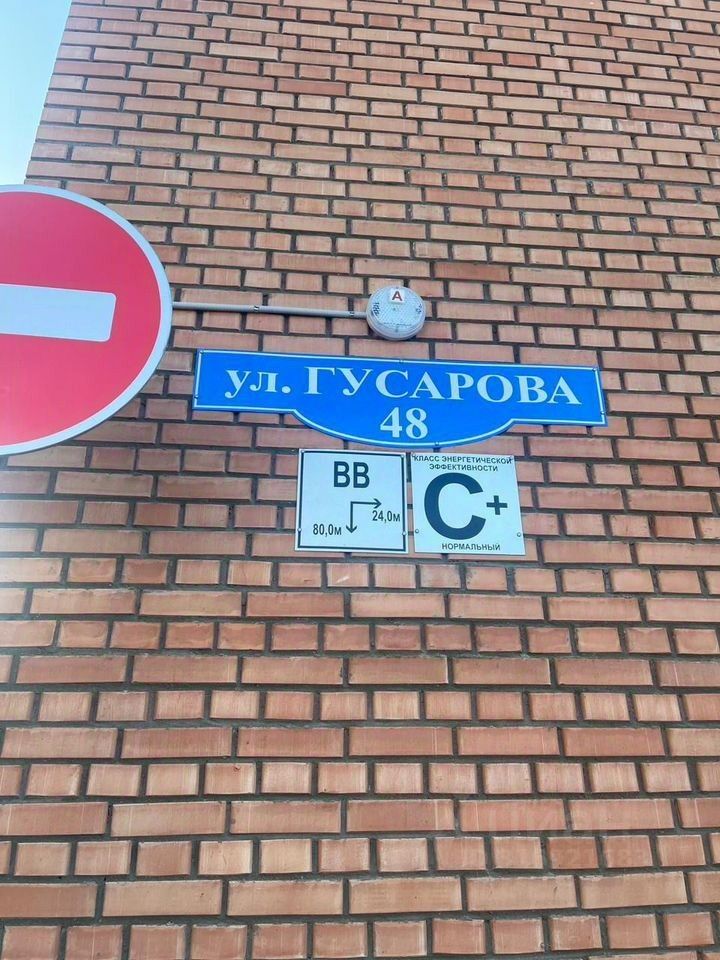 А
ул. ГУСАРОВА
48
ВВ
24,0м
80,0м
КЛАСС ЭНЕРГЕТИЧЕСКОЙ
ЭФФЕКТИВНОСТИ
C+
НОРМАЛЬНЫЙ